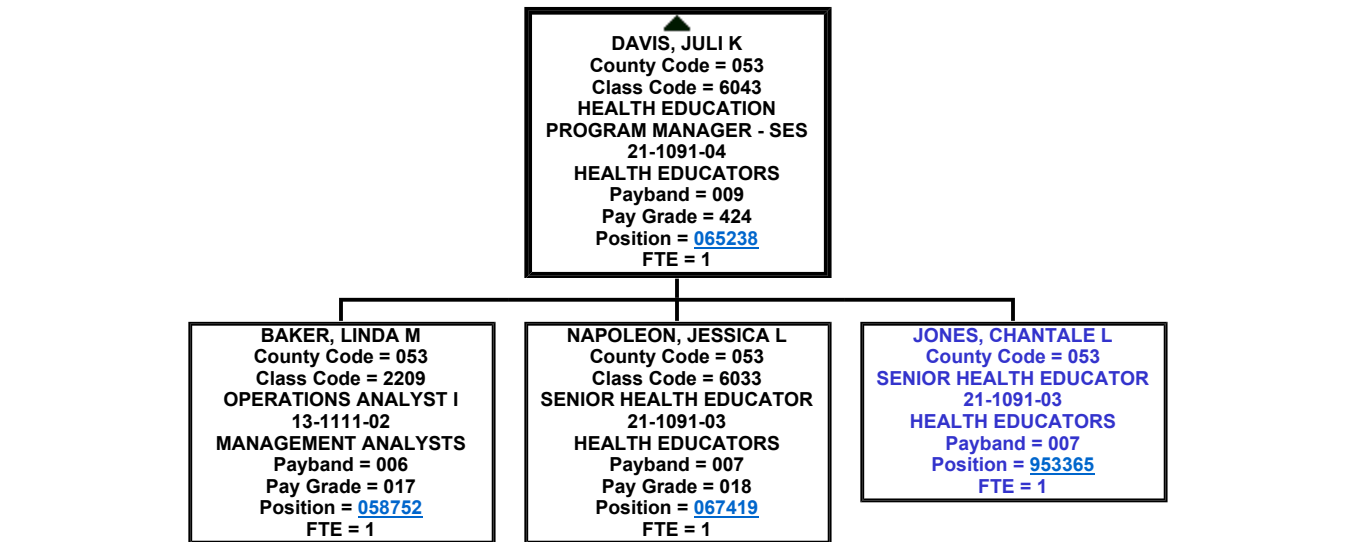 DAVIS, JULI K
County Code = 053
Class Code = 6043
HEALTH EDUCATION
PROGRAM MANAGER - SES
21-1091-04
HEALTH EDUCATORS
Payband = 009
Pay Grade = 424
Position = 065238
FTE = 1
BAKER, LINDA M
County Code = 053
Class Code = 2209
OPERATIONS ANALYST I
13-1111-02
MANAGEMENT ANALYSTS
Payband = 006
Pay Grade = 017
Position = 058752
FTE = 1
NAPOLEON, JESSICA L
County Code = 053
Class Code = 6033
SENIOR HEALTH EDUCATOR
21-1091-03
HEALTH EDUCATORS
Payband = 007
Pay Grade = 018
Position = 067419
FTE = 1
JONES, CHANTALE L
County Code = 053
SENIOR HEALTH EDUCATOR
21-1091-03
HEALTH EDUCATORS
Payband = 007
Position = 953365
FTE = 1